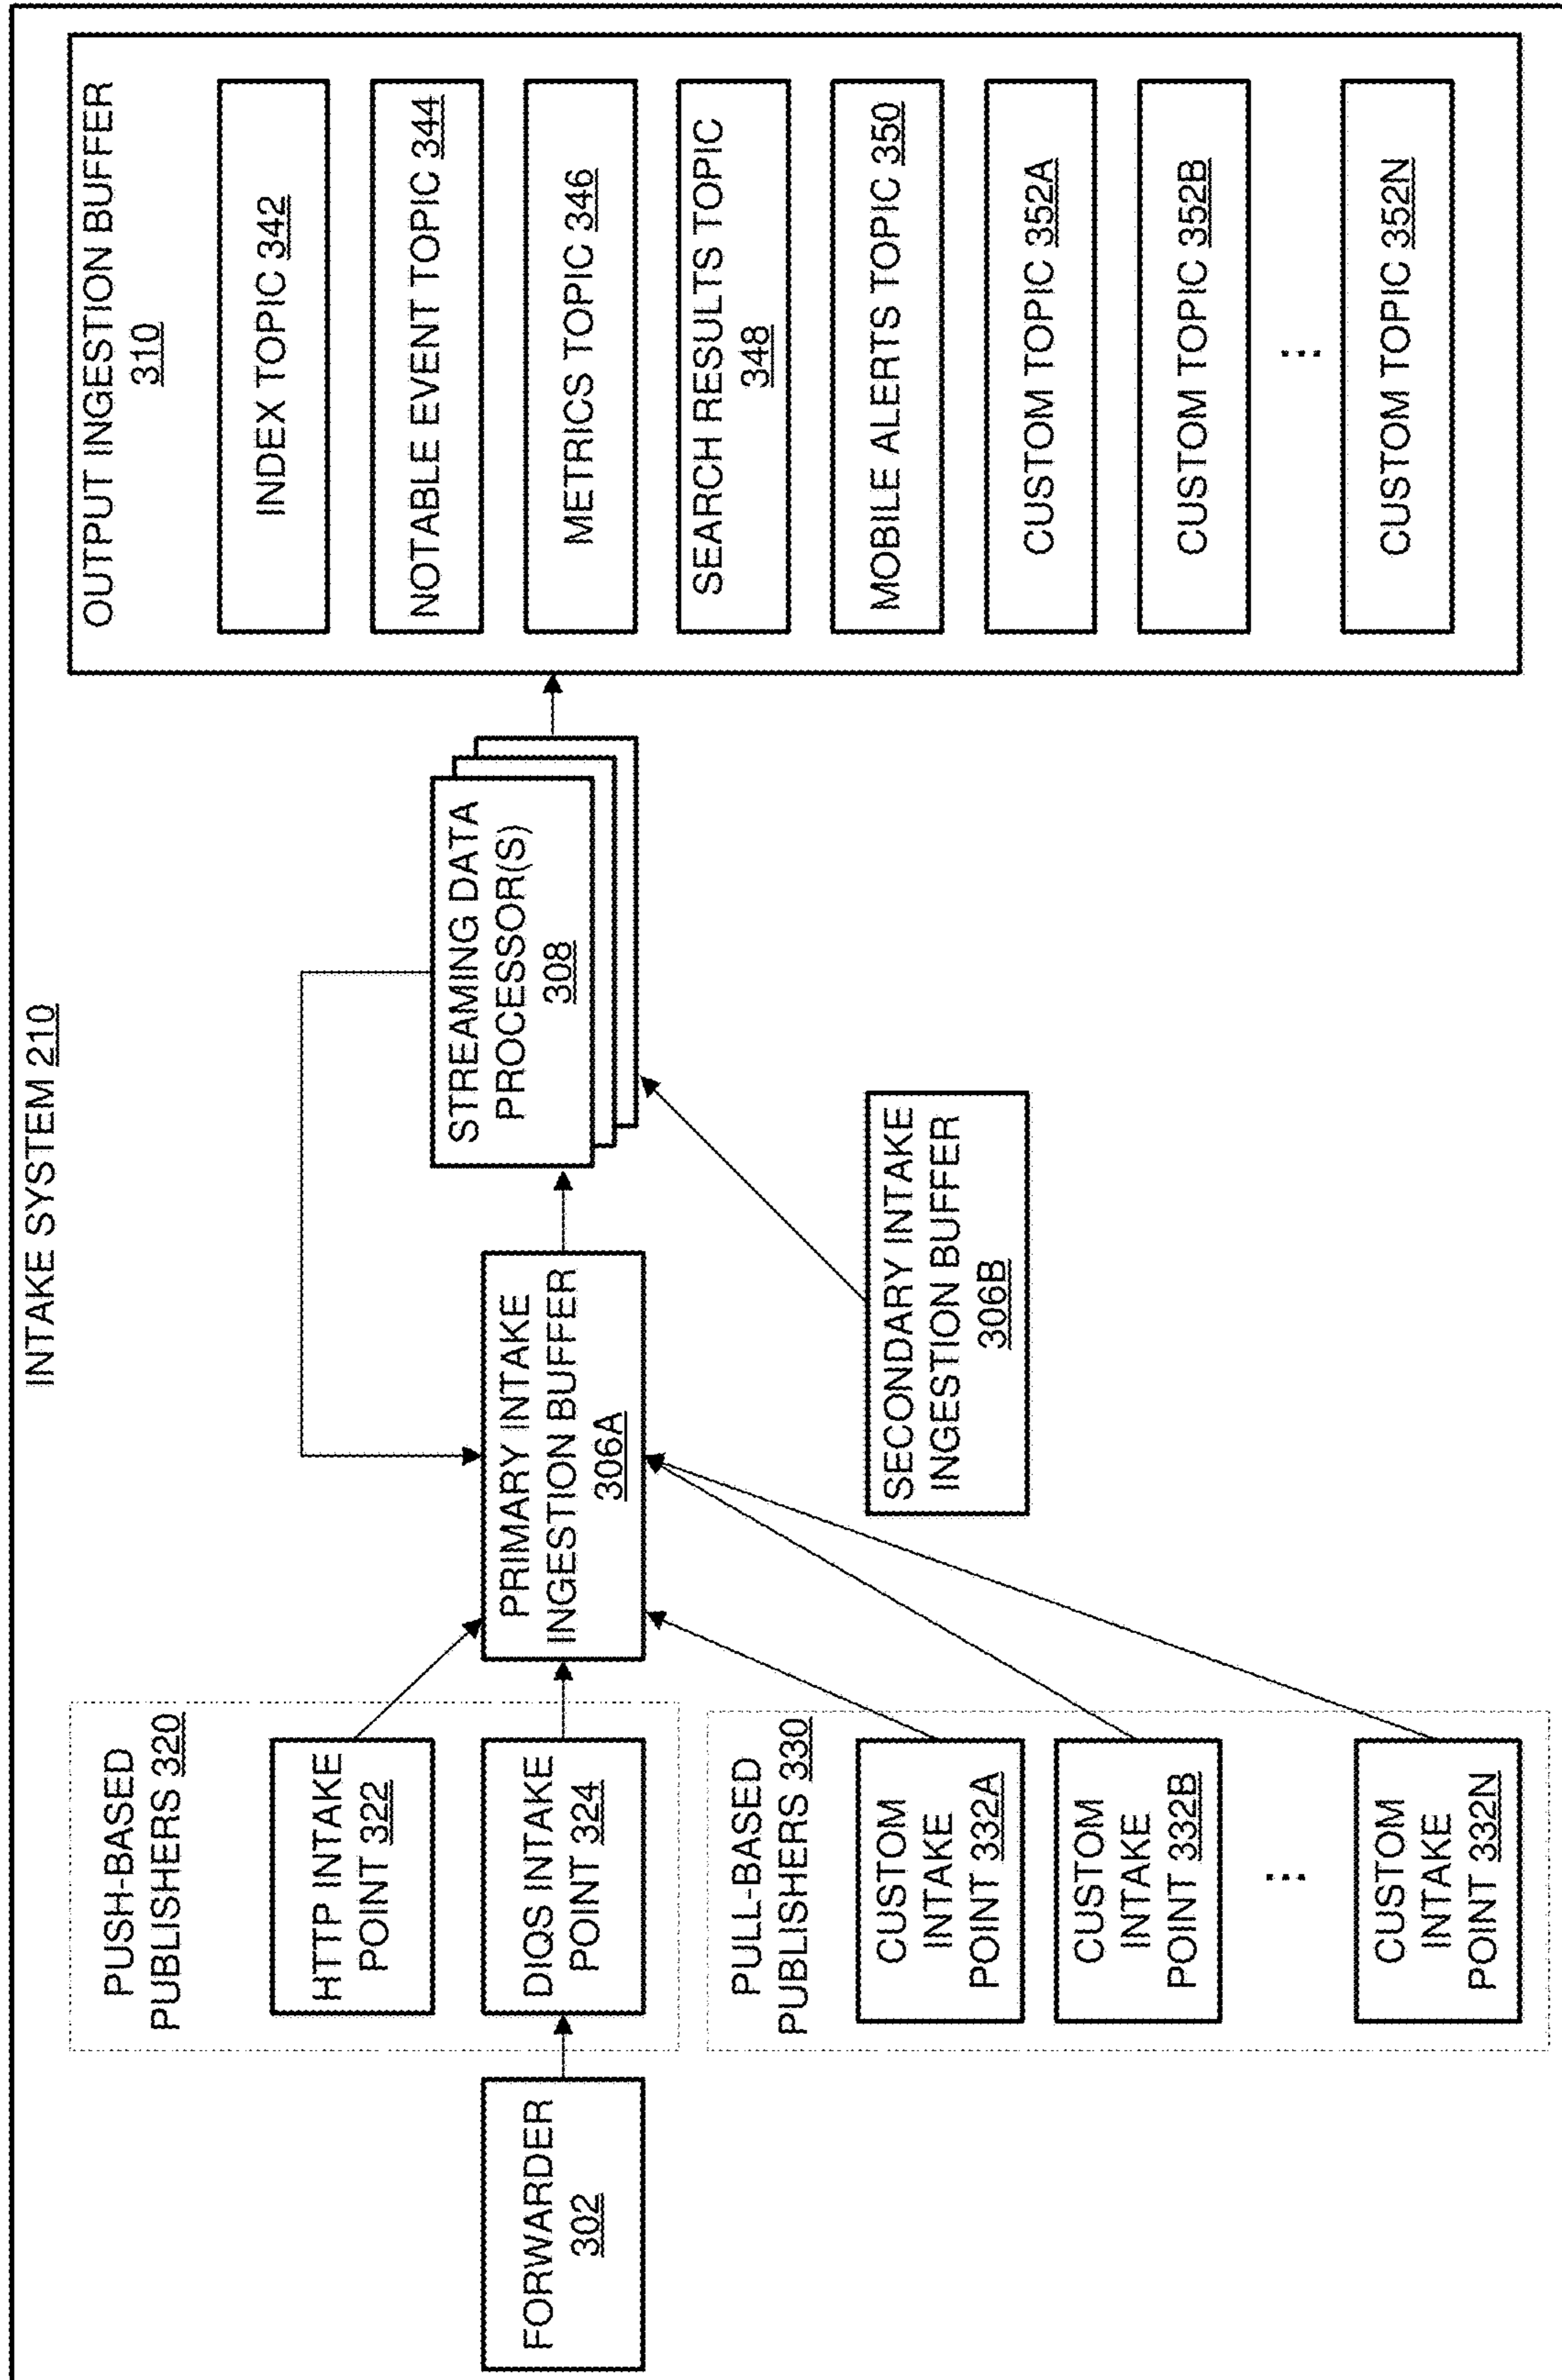 INTAKE SYSTEM 210
FORWARDER
302
PUSH-BASED
PUBLISHERS 320
HTTP INTAKE
POINT 322
DIQS INTAKE
POINT 324
PULL-BASED
PUBLISHERS 330
CUSTOM
INTAKE
POINT 332A
CUSTOM
INTAKE
POINT 332B
...
CUSTOM
INTAKE
POINT 332N
PRIMARY INTAKE
INGESTION BUFFER
306A
SECONDARY INTAKE
INGESTION BUFFER
306B
STREAMING DATA
PROCESSOR(S)
308
OUTPUT INGESTION BUFFER
310
INDEX TOPIC 342
NOTABLE EVENT TOPIC 344
METRICS TOPIC 346
SEARCH RESULTS TOPIC
348
MOBILE ALERTS TOPIC 350
CUSTOM TOPIC 352A
CUSTOM TOPIC 352B
...
CUSTOM TOPIC 352N